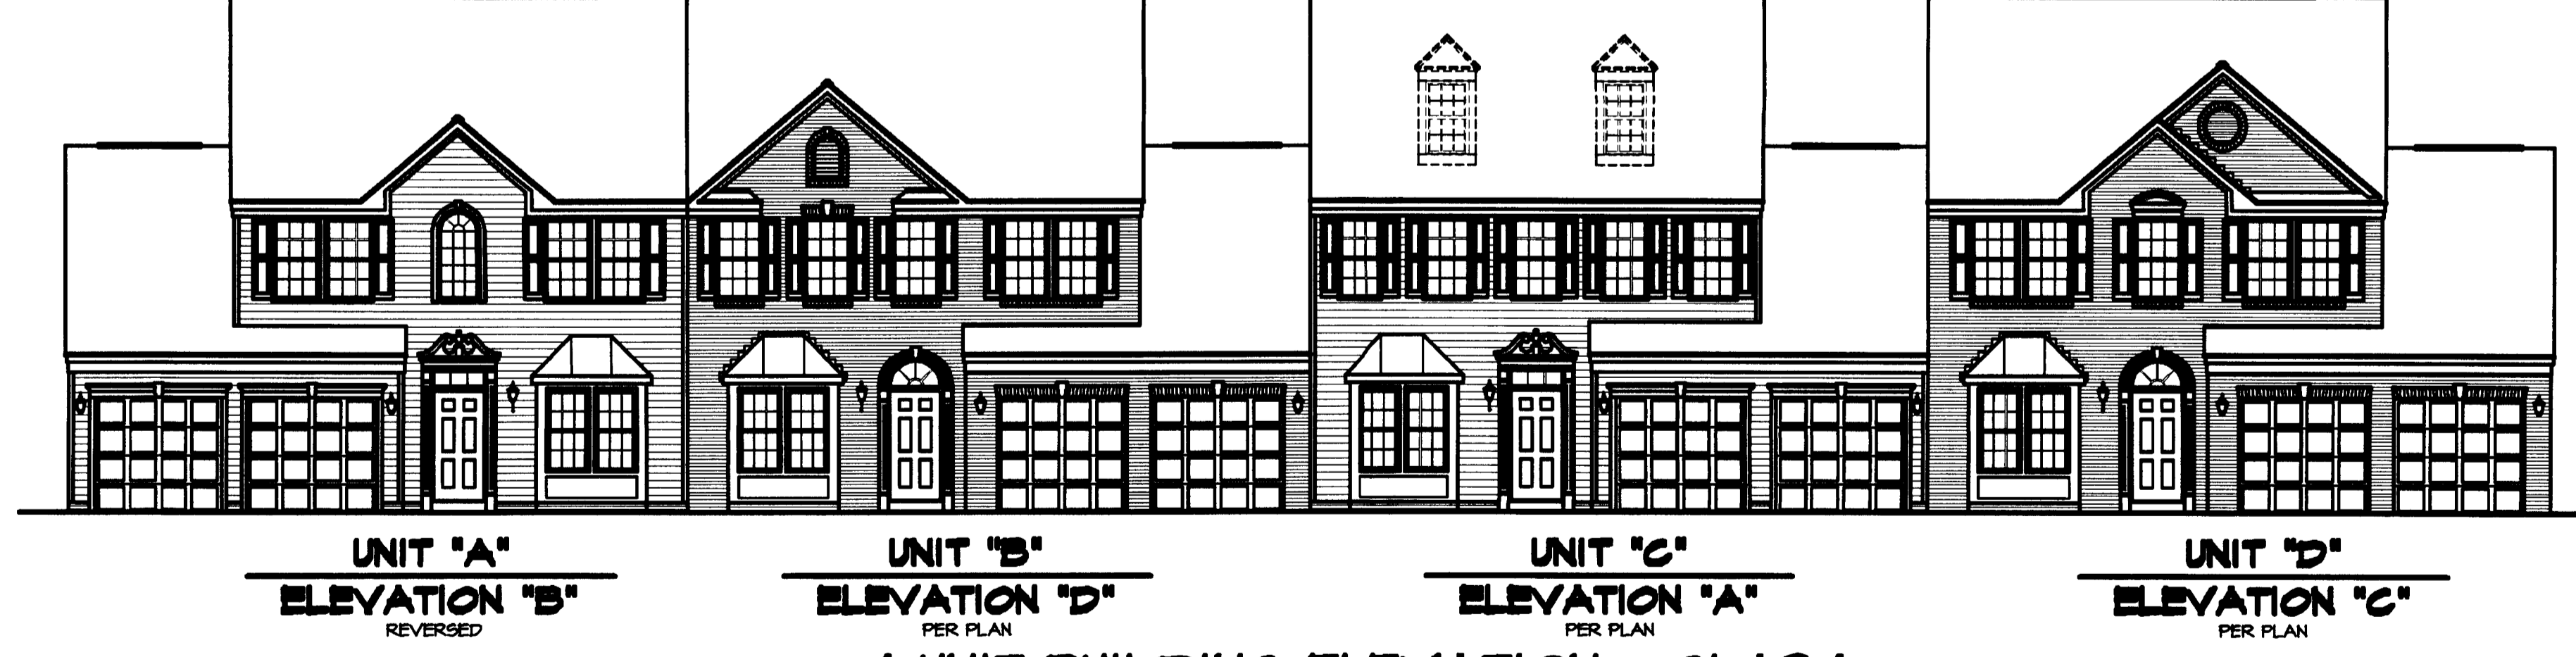 UNIT "A"
ELEVATION "B"
REVERSED
UNIT "B"
ELEVATION "D"
PER PLAN
UNIT "C"
ELEVATION "A"
PER PLAN
UNIT "D"
ELEVATION "C"
PER PLAN